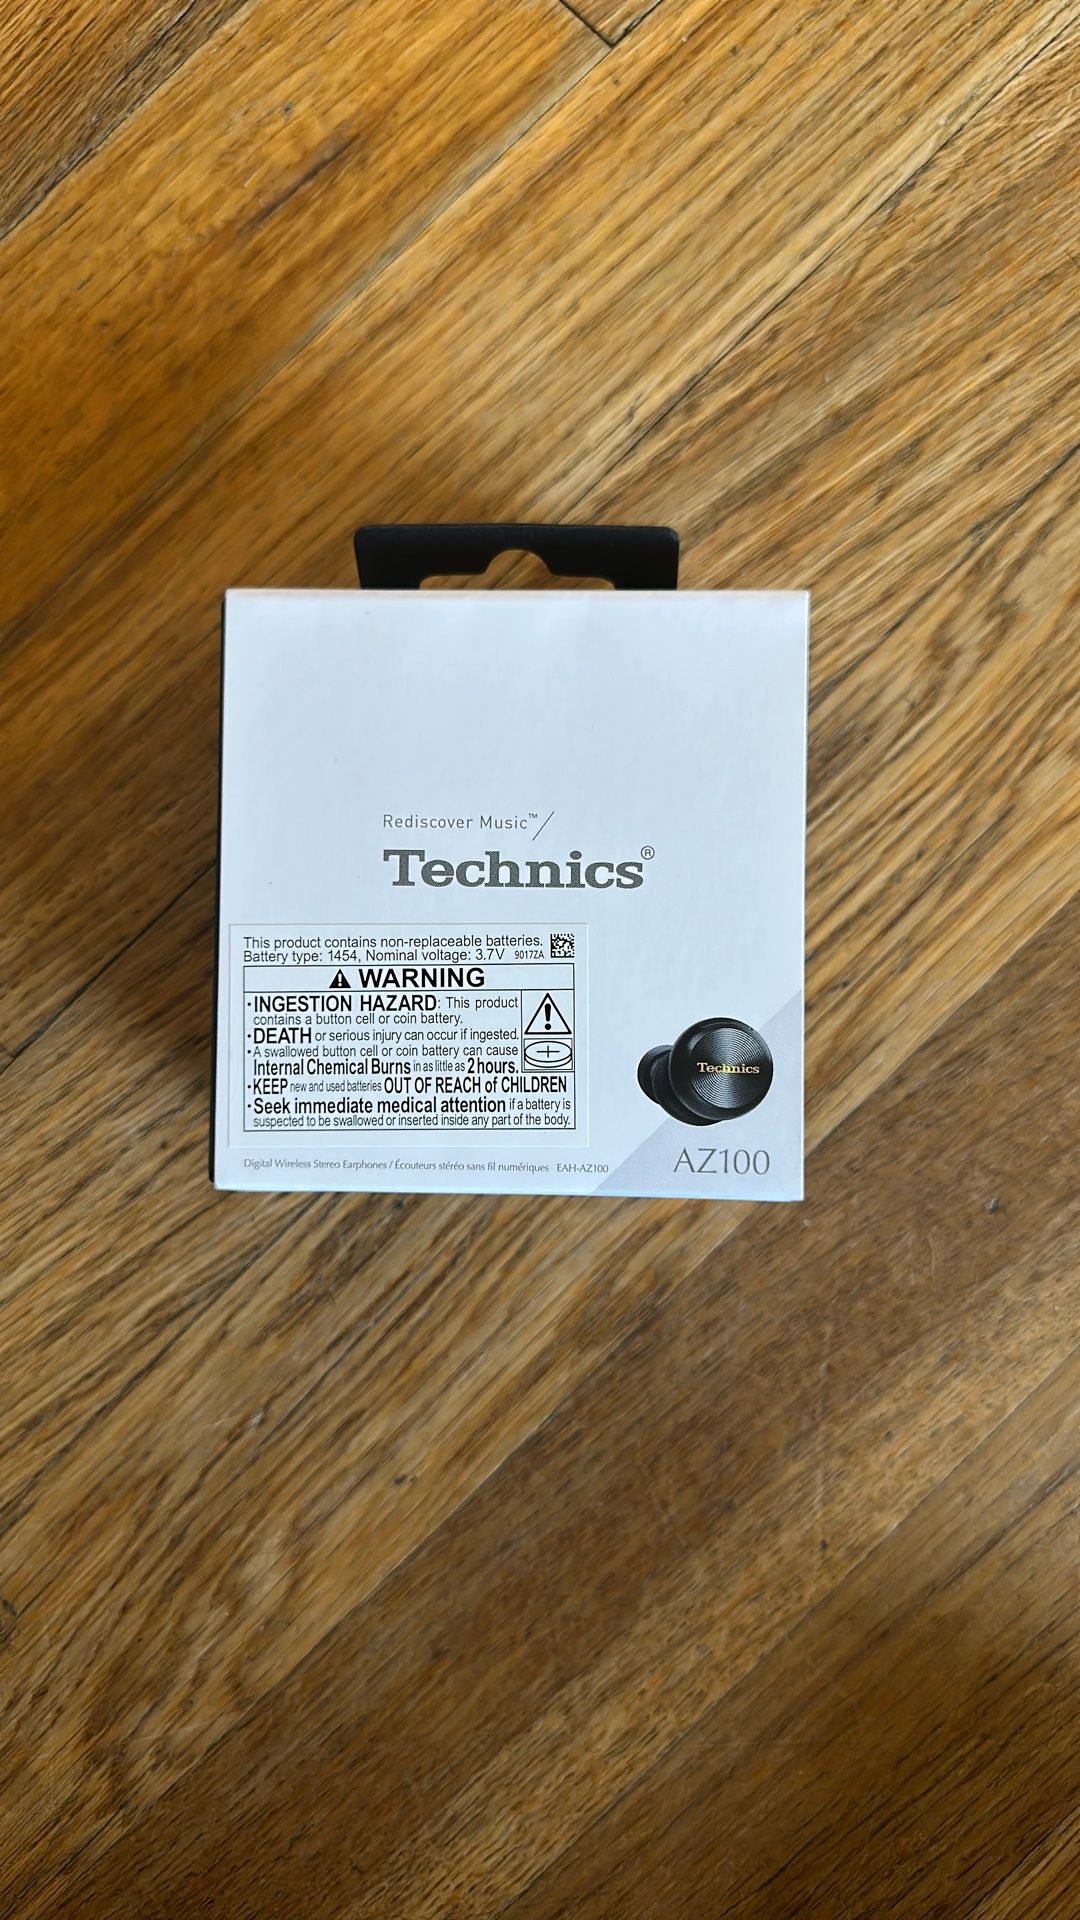 Rediscover Music™
Technics®
This product contains non-replaceable batteries.
Battery type: 1454, Nominal voltage: 3.7V 9017ZA
WARNING
·INGESTION HAZARD: This product
contains a button cell or coin battery.
·DEATH or serious injury can occur if ingested.
·A swallowed button cell or coin battery can cause
Internal Chemical Burns in as little as 2 hours.
·KEEP new and used batteries OUT OF REACH of CHILDREN
·Seek immediate medical attention if a battery is
suspected to be swallowed or inserted inside any part of the body.
Technics
Digital Wireless Stereo Earphones / Écouteurs stéréo sans fil numériques EAH-AZ100
AZ100